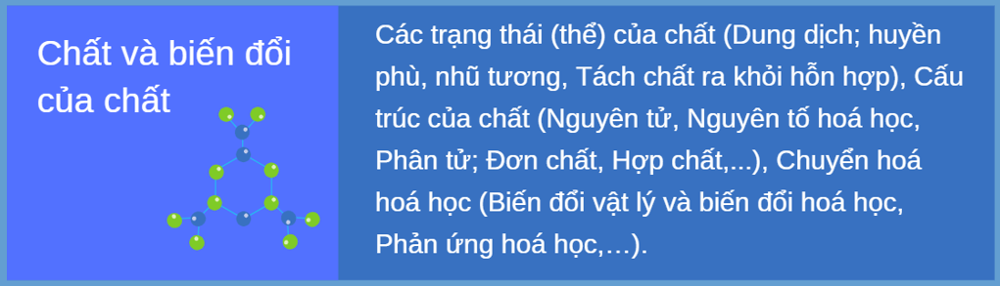 Chất và biến đổi
của chất
Các trạng thái (thể) của chất (Dung dịch; huyền
phù, nhũ tương, Tách chất ra khỏi hỗn hợp), Cấu
trúc của chất (Nguyên tử, Nguyên tố hoá học,
Phân tử; Đơn chất, Hợp chất,...), Chuyển hoá
hoá học (Biến đổi vật lý và biến đổi hoá học,
Phản ứng hoá học,…).